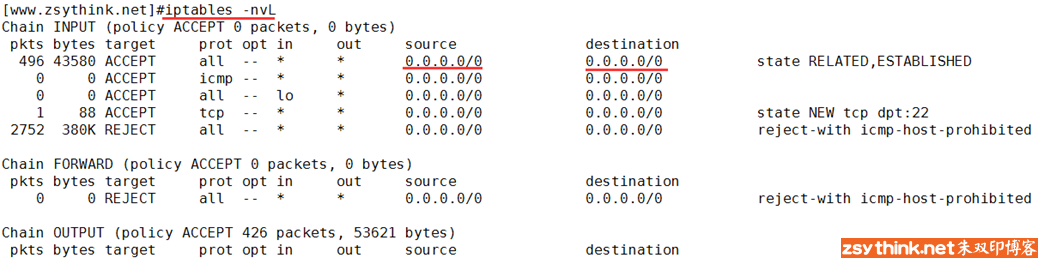 [www.zsythink.net]#iptables -nvL
Chain INPUT (policy ACCEPT 0 packets, 0 bytes)
pkts bytes target prot opt in out source destination
496 43580 ACCEPT all -- * * 0.0.0.0/0 0.0.0.0/0 state RELATED,ESTABLISHED
0 0 ACCEPT icmp -- * * 0.0.0.0/0 0.0.0.0/0
0 0 ACCEPT all -- lo * 0.0.0.0/0 0.0.0.0/0
1 88 ACCEPT tcp -- * * 0.0.0.0/0 0.0.0.0/0 state NEW tcp dpt:22
2752 380K REJECT all -- * * 0.0.0.0/0 0.0.0.0/0 reject-with icmp-host-prohibited
Chain FORWARD (policy ACCEPT 0 packets, 0 bytes)
pkts bytes target prot opt in out source destination
0 0 REJECT all -- * * 0.0.0.0/0 0.0.0.0/0 reject-with icmp-host-prohibited
Chain OUTPUT (policy ACCEPT 426 packets, 53621 bytes)
pkts bytes target prot opt in out source destination
zsythink.net朱双印博客